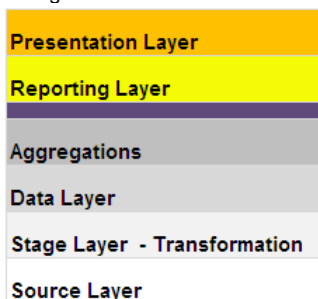 Presentation Layer
Reporting Layer
Aggregations
Data Layer
Stage Layer - Transformation
Source Layer